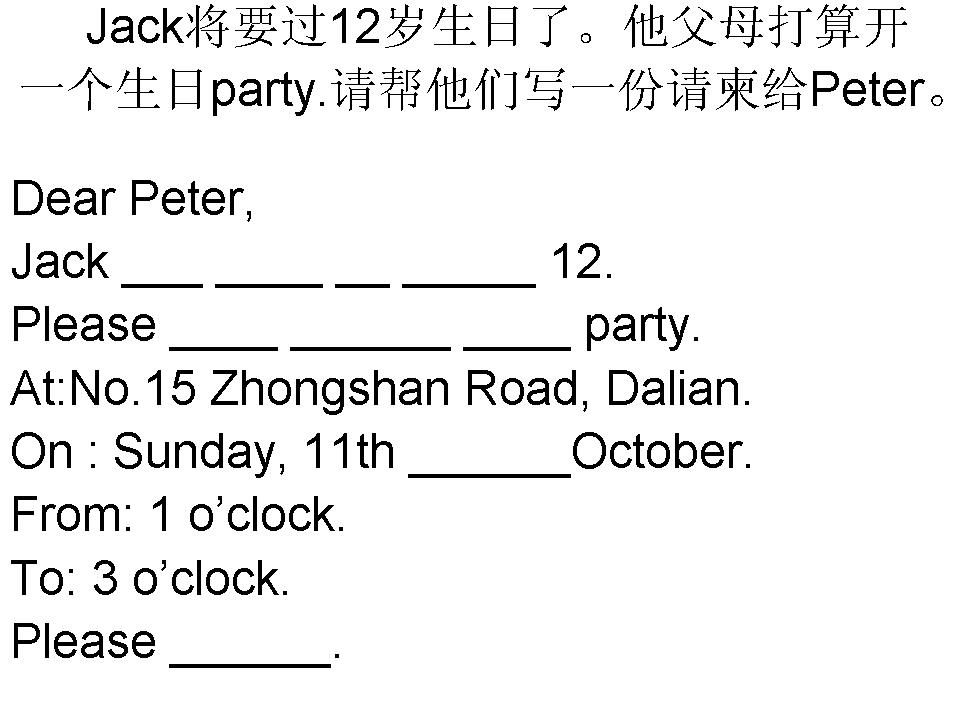 Jack将要过12岁生日了。他父母打算开
一个生日party.请帮他们写一份请柬给Peter。
Dear Peter,
Jack ___ ____ __ _____ 12.
Please ____ ______ ____ party.
At:No.15 Zhongshan Road, Dalian.
On : Sunday, 11th ______October.
From: 1 o’clock.
To: 3 o’clock.
Please ______.